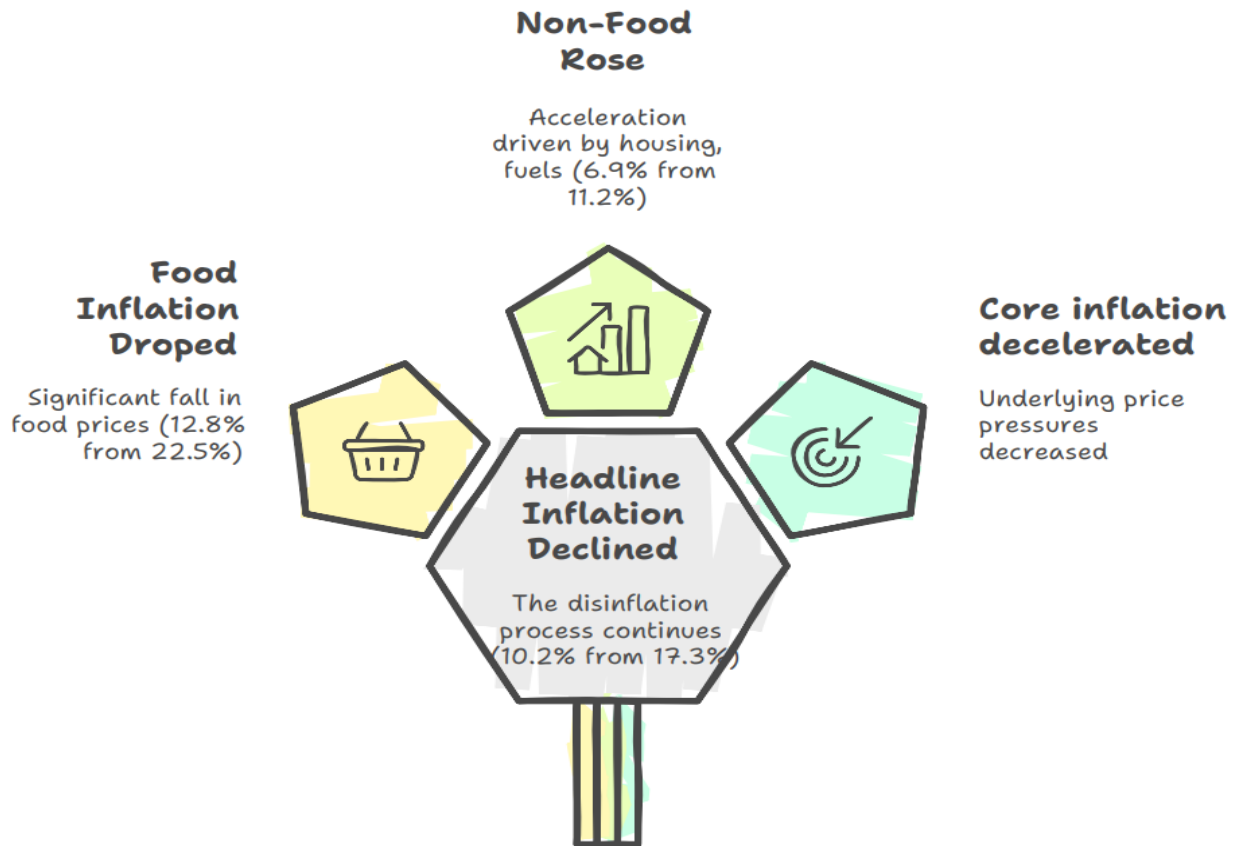 Non-Food
Rose
Acceleration
driven by housing,
fuels (6.9% from
11.2%)
Food
Inflation
Droped
Significant fall in
food prices (12.8%
from 22.5%)
Core inflation
decelerated
Underlying price
pressures
decreased
Headline
Inflation
Declined
The disinflation
process continues
(10.2% from 17.3%)